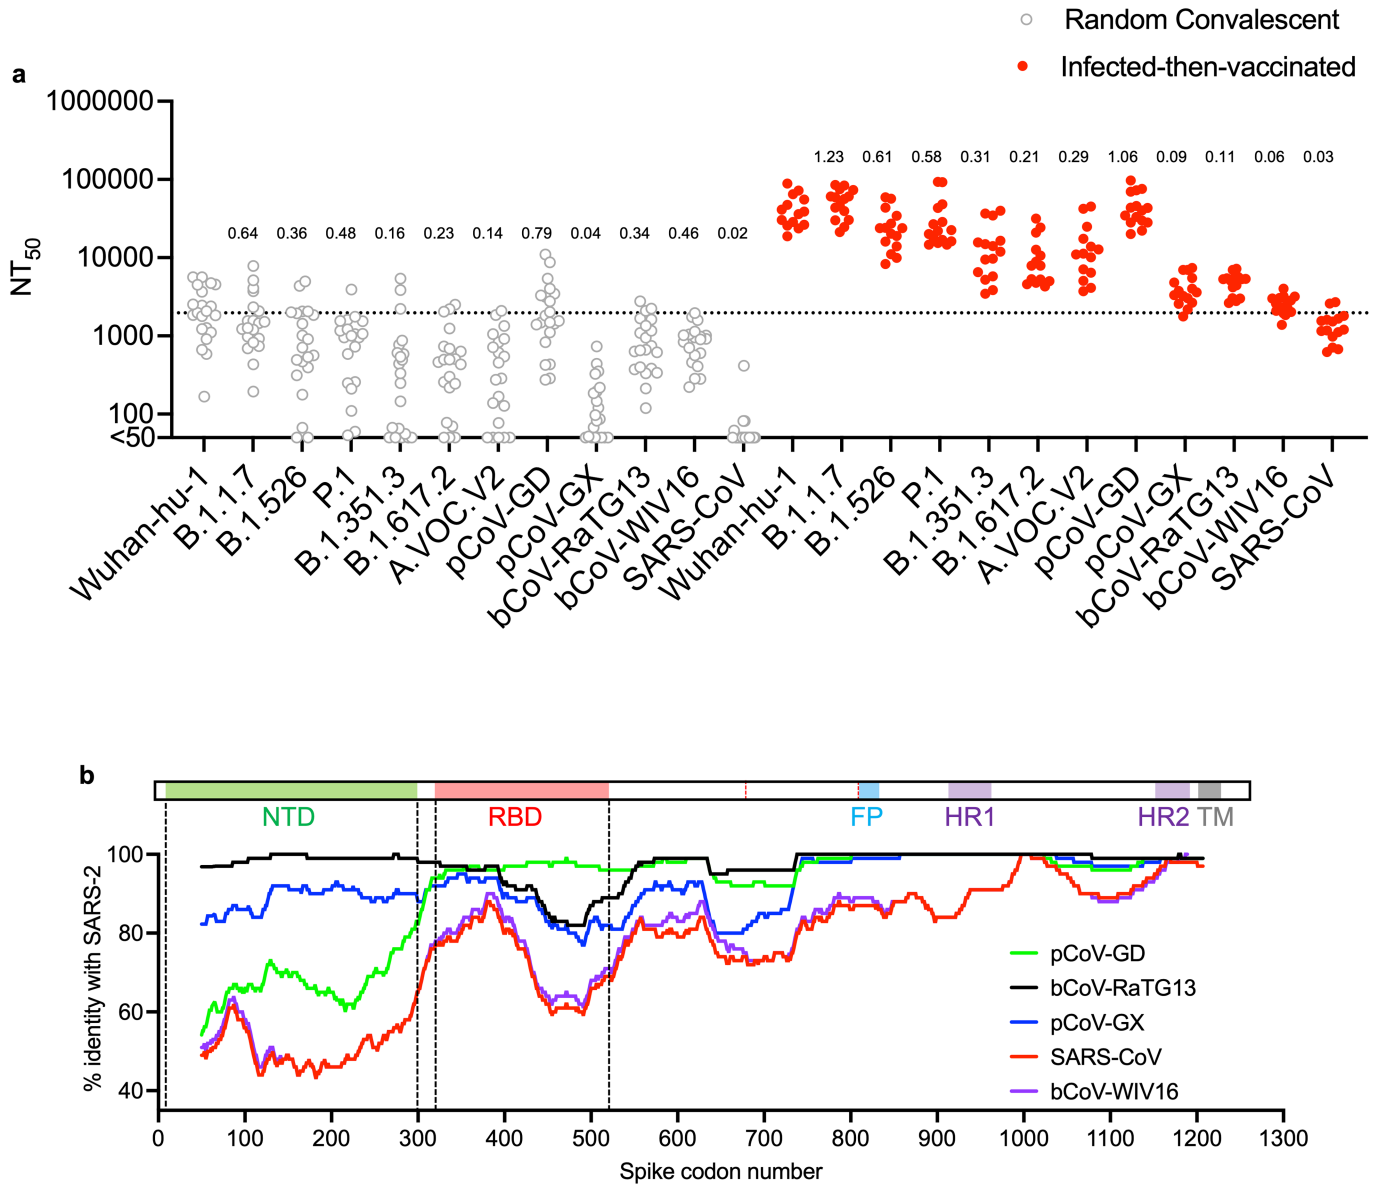 Random Convalescent
Infected-then-vaccinated
a
NT50
1000000
100000
10000
1000
100
<50
0.64 0.36 0.48 0.16 0.23 0.14 0.79 0.04 0.34 0.46 0.02
1.23 0.61 0.58 0.31 0.21 0.29 1.06 0.09 0.11 0.06 0.03
Wuhan-hu-1
B.1.1.7
B.1.526
P.1
B.1.351.3
B.1.617.2
A.VOC.V2
pCoV-GD
pCoV-GX
bCoV-RaTG13
bCoV-WIV16
SARS-CoV
Wuhan-hu-1
B.1.1.7
B.1.526
P.1
B.1.351.3
B.1.617.2
A.VOC.V2
pCoV-GD
pCoV-GX
bCoV-RaTG13
bCoV-WIV16
SARS-CoV
b
NTD RBD FP HR1 HR2 TM
% identity with SARS-2
100
80
60
40
pCoV-GD
bCoV-RaTG13
pCoV-GX
SARS-CoV
bCoV-WIV16
0 100 200 300 400 500 600 700 800 900 1000 1100 1200 1300
Spike codon number